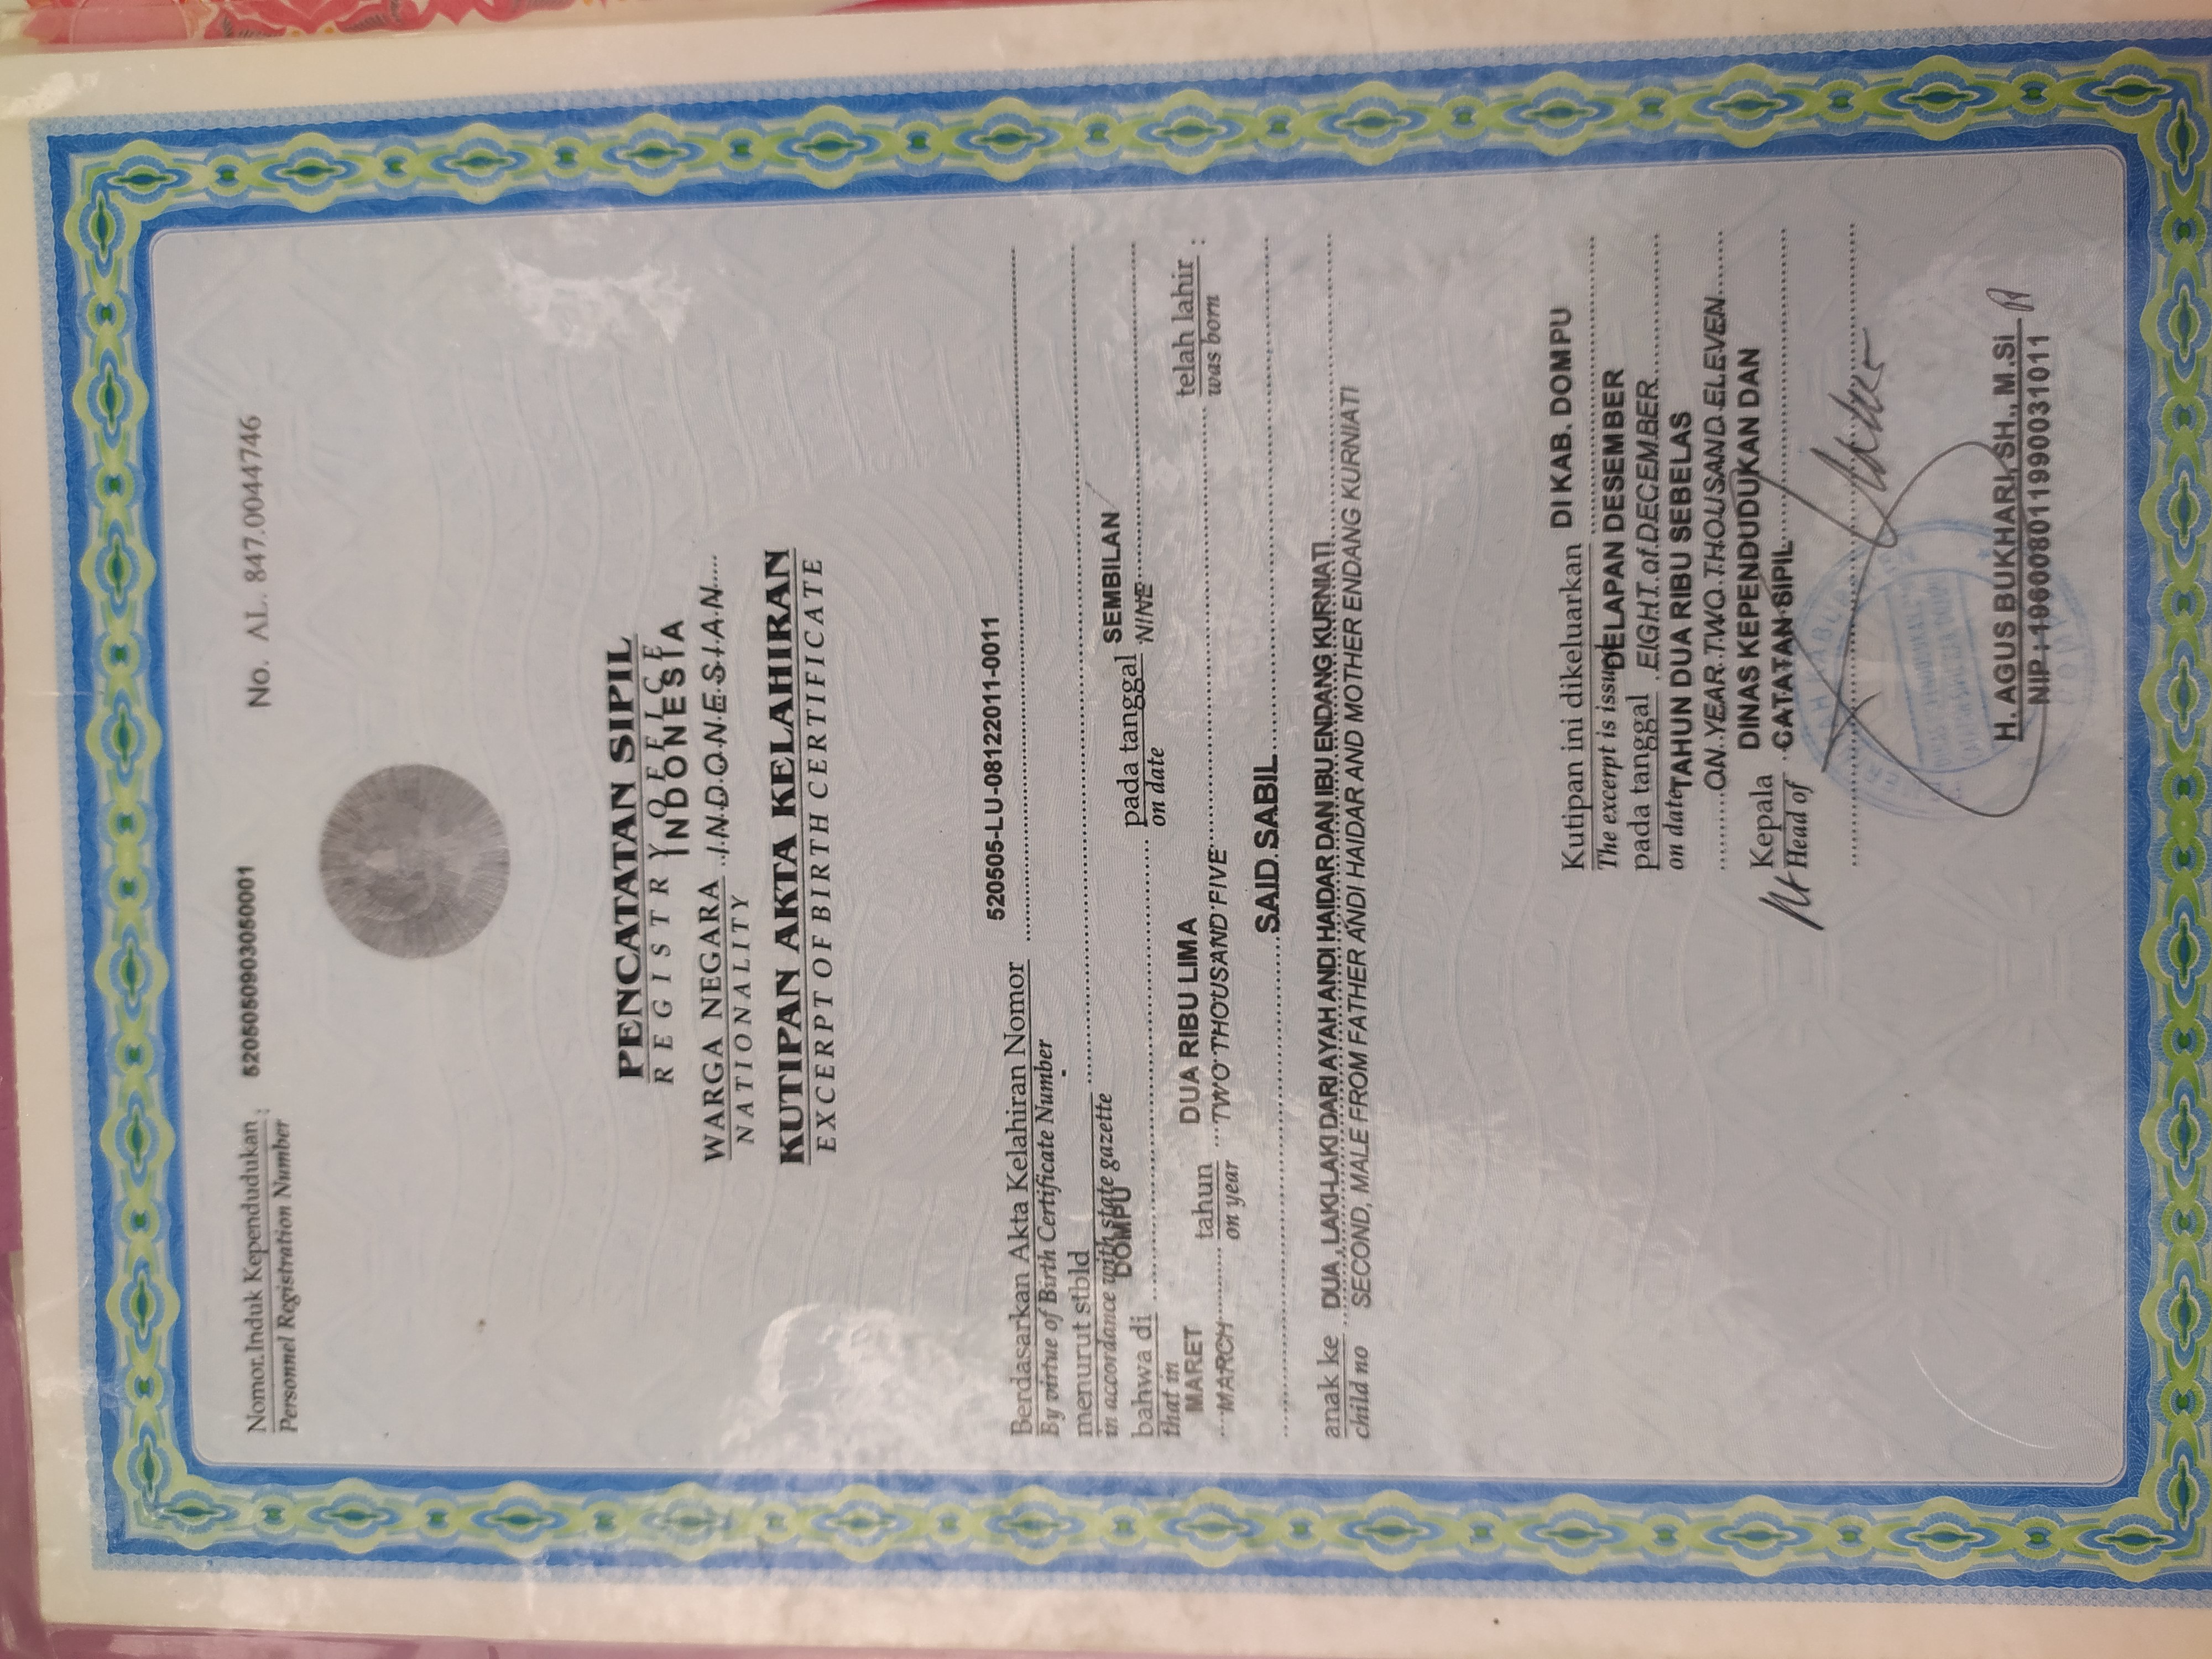 Nomor Induk Kependudukan : 5205050903050001 No. AL. 847.0044746
Personnel Registration Number
PENCATATAN SIPIL
REGISTRY OFFICE
INDONESIA
WARGA NEGARA INDONESIAN
NATIONALITY
KUTIPAN AKTA KELAHIRAN
EXCERPT OF BIRTH CERTIFICATE
Berdasarkan Akta Kelahiran Nomor 520505-LU-08122011-0011
By virtue of Birth Certificate Number
menurut stbld
in accordance with state gazette
DOMPU SEMBILAN
bahwa di pada tanggal NINE
that in on date
MARET DUA RIBU LIMA
MARCH tahun TWO THOUSAND FIVE telah lahir :
on year was born
SAID SABIL
anak ke DUA, LAKI-LAKI DARI AYAH ANDI HAIDAR DAN IBU ENDANG KURNIATI
child no SECOND, MALE FROM FATHER ANDI HAIDAR AND MOTHER ENDANG KURNIATI
Kutipan ini dikeluarkan DI KAB. DOMPU
The excerpt is issued
DELAPAN DESEMBER
pada tanggal EIGHT of DECEMBER
on date TAHUN DUA RIBU SEBELAS
ON YEAR TWO THOUSAND ELEVEN
Kepala DINAS KEPENDUDUKAN DAN
Head of CATATAN SIPIL
H. AGUS BUKHARI, SH., M.Si
NIP : 196008011990031011